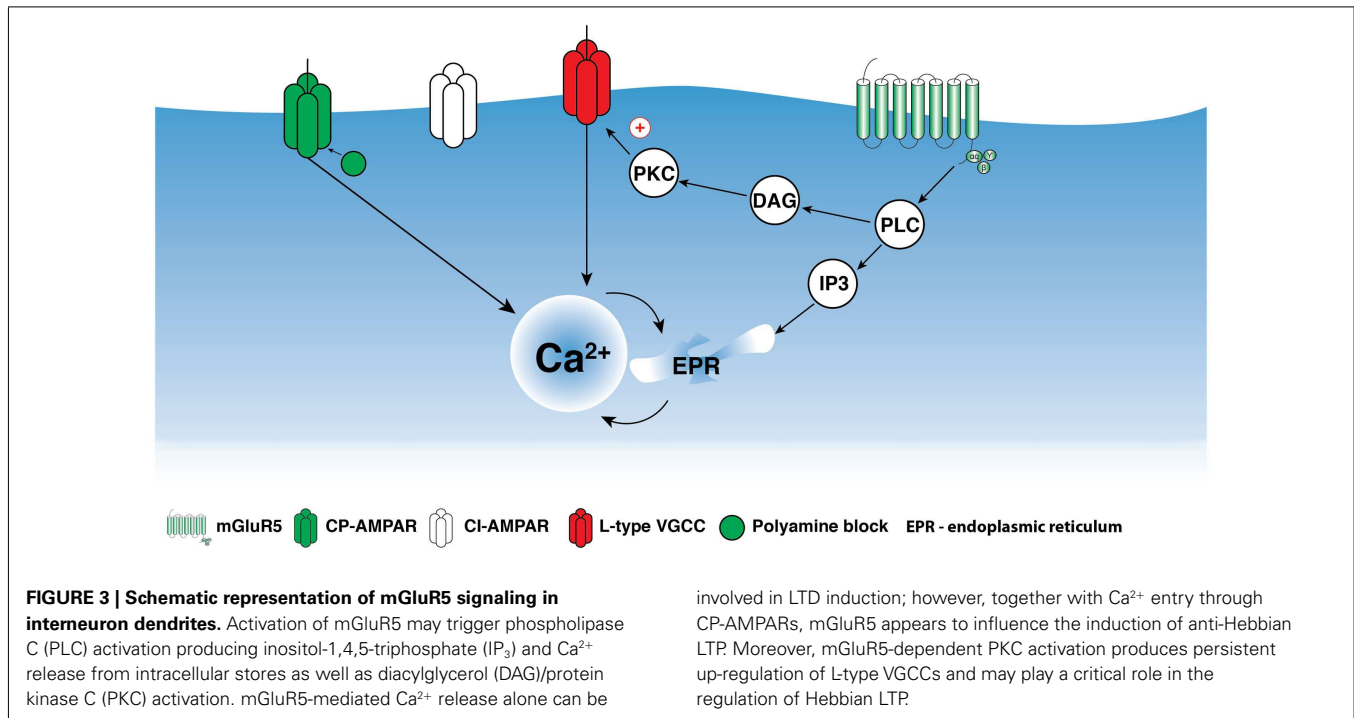 +
PKC
DAG
αq γ
β
PLC
IP3
Ca²⁺
EPR
mGluR5 CP-AMPAR CI-AMPAR L-type VGCC Polyamine block EPR - endoplasmic reticulum
FIGURE 3 | Schematic representation of mGluR5 signaling in
interneuron dendrites. Activation of mGluR5 may trigger phospholipase
C (PLC) activation producing inositol-1,4,5-triphosphate (IP₃) and Ca²⁺
release from intracellular stores as well as diacylglycerol (DAG)/protein
kinase C (PKC) activation. mGluR5-mediated Ca²⁺ release alone can be
involved in LTD induction; however, together with Ca²⁺ entry through
CP-AMPARs, mGluR5 appears to influence the induction of anti-Hebbian
LTP. Moreover, mGluR5-dependent PKC activation produces persistent
up-regulation of L-type VGCCs and may play a critical role in the
regulation of Hebbian LTP.